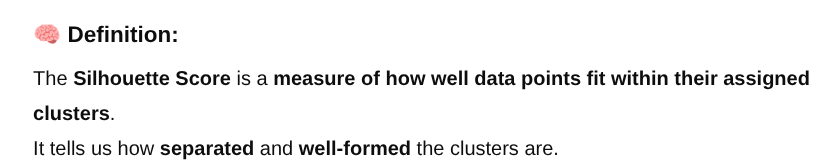 🧠 Definition:
The Silhouette Score is a measure of how well data points fit within their assigned
clusters.
It tells us how separated and well-formed the clusters are.